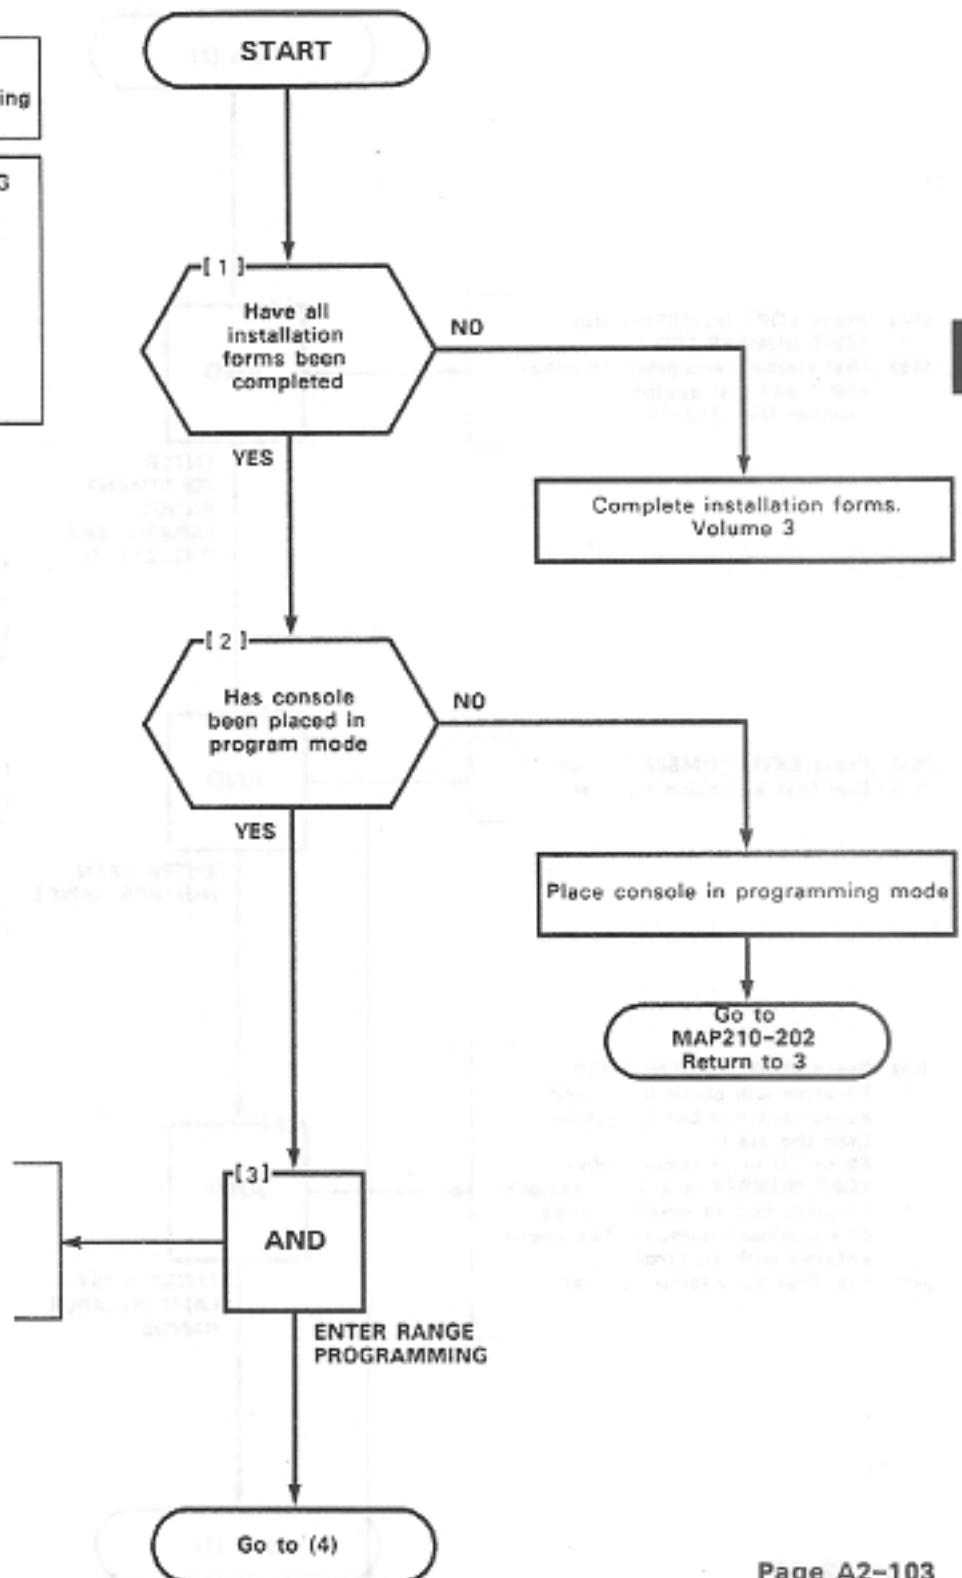 START
ing
3
[ 1 ]
Have all
installation
forms been
completed
NO
YES
Complete installation forms.
Volume 3
[ 2 ]
Has console
been placed in
program mode
NO
YES
Place console in programming mode
Go to
MAP210-202
Return to 3
[3]
AND
ENTER RANGE
PROGRAMMING
Go to (4)
Page A2-103